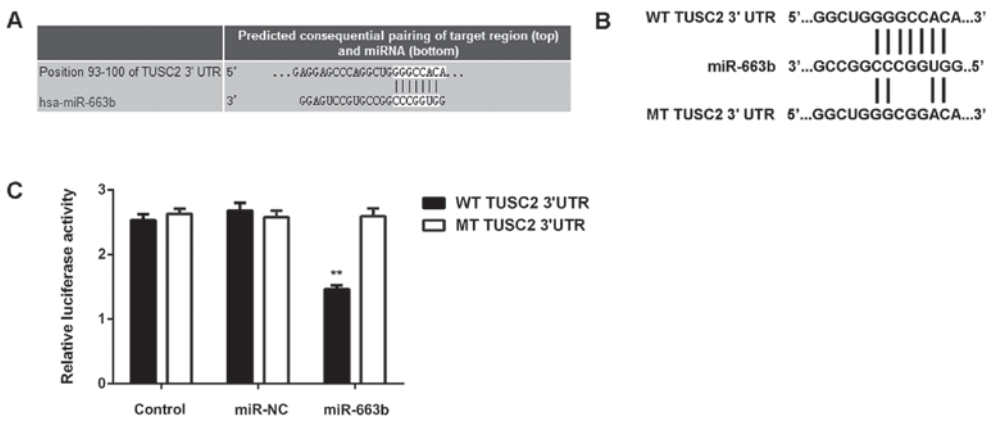 A
Predicted consequential pairing of target region (top)
and miRNA (bottom)
Position 93-100 of TUSC2 3' UTR 5' ...GAGGAGCCCAGGCUGGGGCCACA...
hsa-miR-663b 3' GGAGUCCGUGCCGGCCCGGUGG
B
WT TUSC2 3' UTR 5'...GGCUGGGGCCACA...3'
miR-663b 3'...GCCGGCCCGGUGG..5'
MT TUSC2 3' UTR 5'...GGCUGGGCGGACA...3'
C
Relative luciferase activity
3
2
1
0
**
Control
miR-NC
miR-663b
WT TUSC2 3'UTR
MT TUSC2 3'UTR